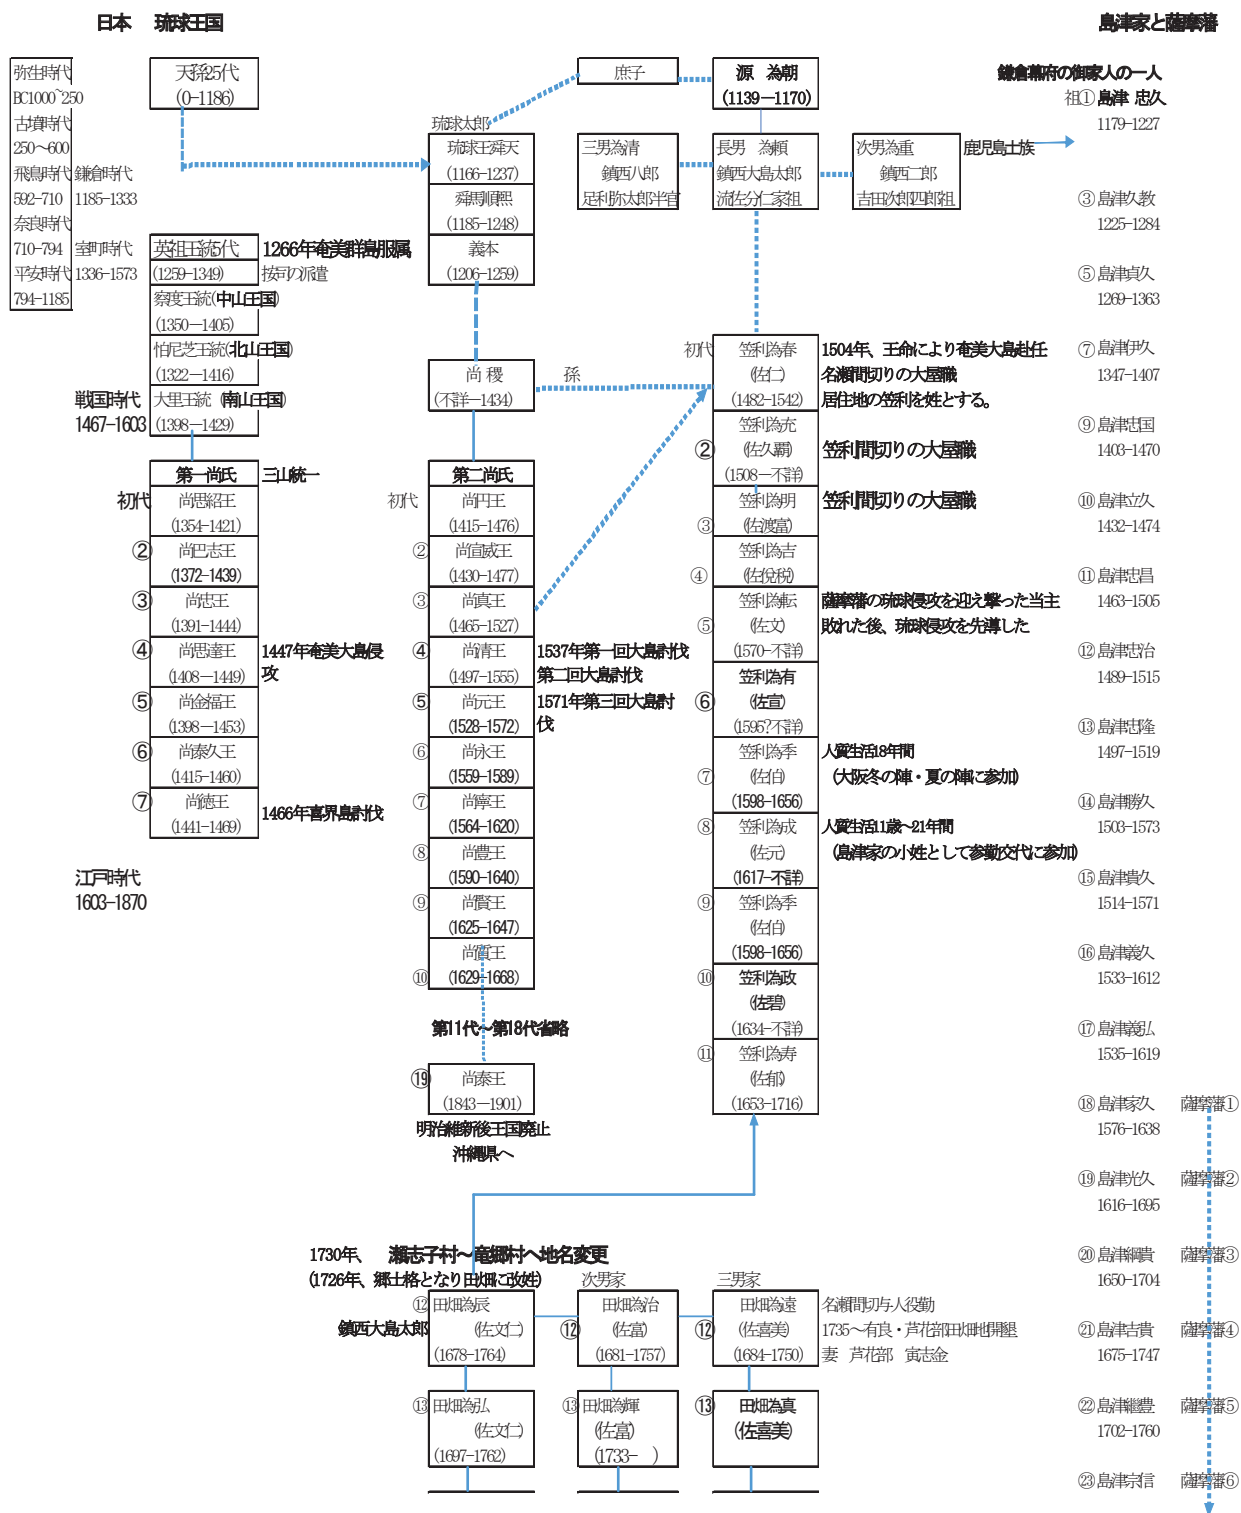 日本　琉球王国
島津家と薩摩藩
弥生時代
BC1000~250
古墳時代
250～600
飛鳥時代
592-710
奈良時代
710-794
平安時代
794-1185
鎌倉時代
1185-1333
室町時代
1336-1573
戦国時代
1467-1603
江戸時代
1603-1870
天孫25代
(0-1186)
英祖王統5代
(1259-1349)
1266年奄美群島服属
按司の派遣
察度王統(中山王国)
(1350－1405)
怕尼芝王統(北山王国)
(1322－1416)
大里王統（南山王国)
(1398－1429)
第一尚氏
三山統一
初代
尚思紹王
(1354-1421)
②
尚巴志王
(1372-1439)
③
尚忠王
(1391-1444)
④
尚思達王
(1408－1449)
1447年奄美大島侵
攻
⑤
尚金福王
(1398－1453)
⑥
尚泰久王
(1415-1460)
⑦
尚徳王
(1441-1469)
1466年喜界島討伐
琉球太郎
琉球王舜天
(1166-1237)
舜馬順熙
(1185-1248)
義本
(1206-1259)
尚 稷
(不詳－1434)
孫
第二尚氏
初代
尚円王
(1415-1476)
②
尚宣威王
(1430-1477)
③
尚真王
(1465-1527)
④
尚清王
(1497-1555)
1537年第一回大島討伐
第二回大島討伐
⑤
尚元王
(1528-1572)
1571年第三回大島討
伐
⑥
尚永王
(1559-1589)
⑦
尚寧王
(1564-1620)
⑧
尚豊王
(1590-1640)
⑨
尚賢王
(1625-1647)
⑩
尚質王
(1629-1668)
第11代～第18代省略
⑲
尚泰王
(1843－1901)
明治維新後王国廃止
沖縄県へ
庶子
源　為朝
(1139－1170)
三男為清
鎮西八郎
足利弥太郎半官
長男　為頼
鎮西大島太郎
流佐分仁家祖
次男為重
鎮西二郎
吉田次郎四郎祖
鹿児島士族
初代
笠利為春
(佐仁)
(1482-1542)
1504年、王命により奄美大島赴任
名瀬間切りの大屋職
居住地の笠利を姓とする。
②
笠利為充
(佐久覇)
(1508－不詳)
笠利間切りの大屋職
③
笠利為明
(佐渡富)
笠利間切りの大屋職
④
笠利為吉
(佐俊税)
⑤
笠利為転
(佐文)
(1570-不詳)
薩摩藩の琉球侵攻を迎え撃った当主
敗れた後、琉球侵攻を先導した
⑥
笠利為有
(佐宣)
(1595?不詳)
⑦
笠利為季
(佐伯)
(1598-1656)
人質生活18年間
（大阪冬の陣・夏の陣に参加）
⑧
笠利為成
(佐元)
(1617-不詳)
人質生活11歳～21年間
（島津家の小姓として参勤交代に参加）
⑨
笠利為季
(佐伯)
(1598-1656)
⑩
笠利為政
(佐碧)
(1634-不詳)
⑪
笠利為寿
(佐郁)
(1653-1716)
1730年、　瀬志子村～竜郷村へ地名変更
(1726年、郷士格となり田畑に改姓)
⑫
田畑為辰
(佐文仁)
(1678-1764)
鎮西大島太郎
次男家
⑫
田畑為治
(佐富)
(1681-1757)
三男家
⑫
田畑為遠
(佐喜美)
(1684-1750)
名瀬間切与人役勤
1735～有良・芦花部田畑地開墾
妻　芦花部　寅志金
⑬
田畑為弘
(佐文仁)
(1697-1762)
⑬
田畑為輝
(佐富)
(1733-　)
⑬
田畑為真
(佐喜美)
鎌倉幕府の御家人の一人
祖① 島津 忠久
1179-1227
③ 島津久教
1225-1284
⑤ 島津貞久
1269-1363
⑦ 島津伊久
1347-1407
⑨ 島津忠国
1403-1470
⑩ 島津立久
1432-1474
⑪ 島津忠昌
1463-1505
⑫ 島津忠治
1489-1515
⑬ 島津忠隆
1497-1519
⑭ 島津勝久
1503-1573
⑮ 島津貴久
1514-1571
⑯ 島津義久
1533-1612
⑰ 島津義弘
1535-1619
⑱ 島津家久　薩摩藩①
1576-1638
⑲ 島津光久　薩摩藩②
1616-1695
⑳ 島津綱貴　薩摩藩③
1650-1704
㉑ 島津吉貴　薩摩藩④
1675-1747
㉒ 島津継豊　薩摩藩⑤
1702-1760
㉓ 島津宗信　薩摩藩⑥